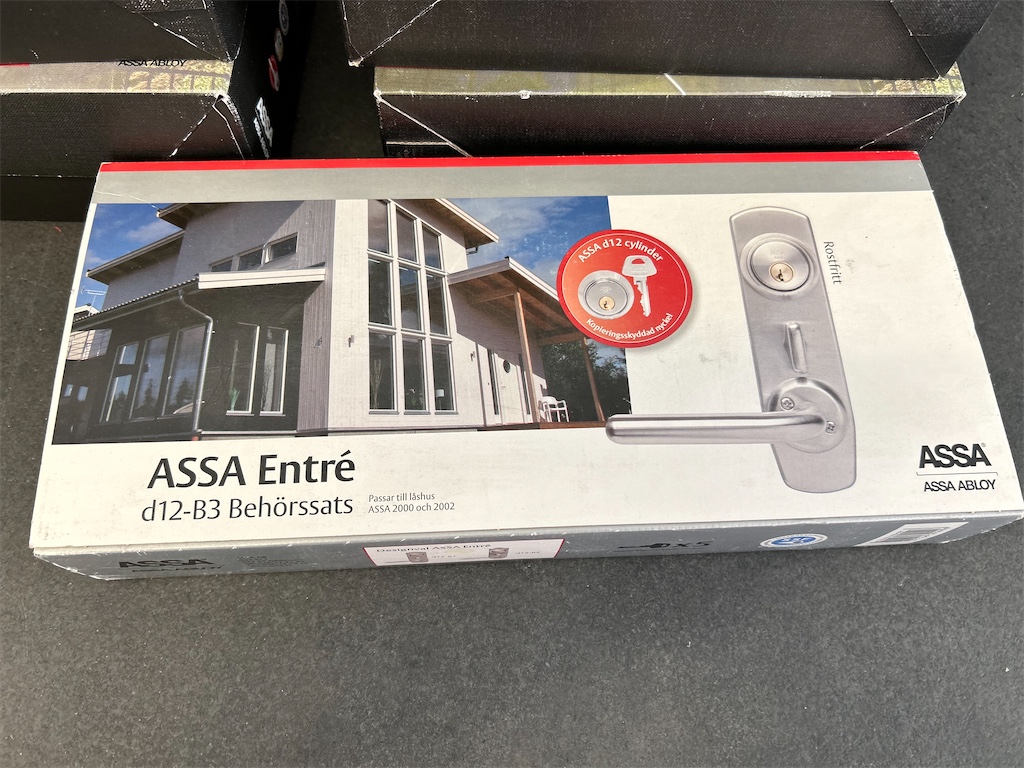 ASSA ABLOY
ASSA d12 cylinder
Kopieringsskyddad nyckel
Rostfritt
ASSA Entré
d12-B3 Behörssats
Passar till låshus
ASSA 2000 och 2002
ASSA®
ASSA ABLOY
ASSA
Designval ASSA Entré
x5